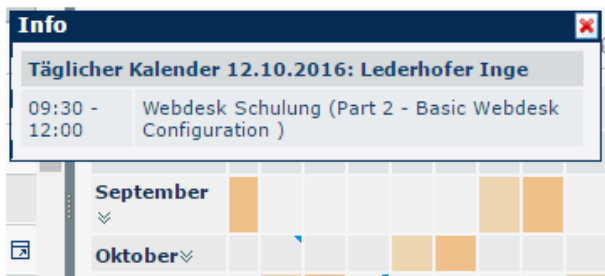 Info
Täglicher Kalender 12.10.2016: Lederhofer Inge
09:30 - Webdesk Schulung (Part 2 - Basic Webdesk
12:00 Configuration )
September
Oktober